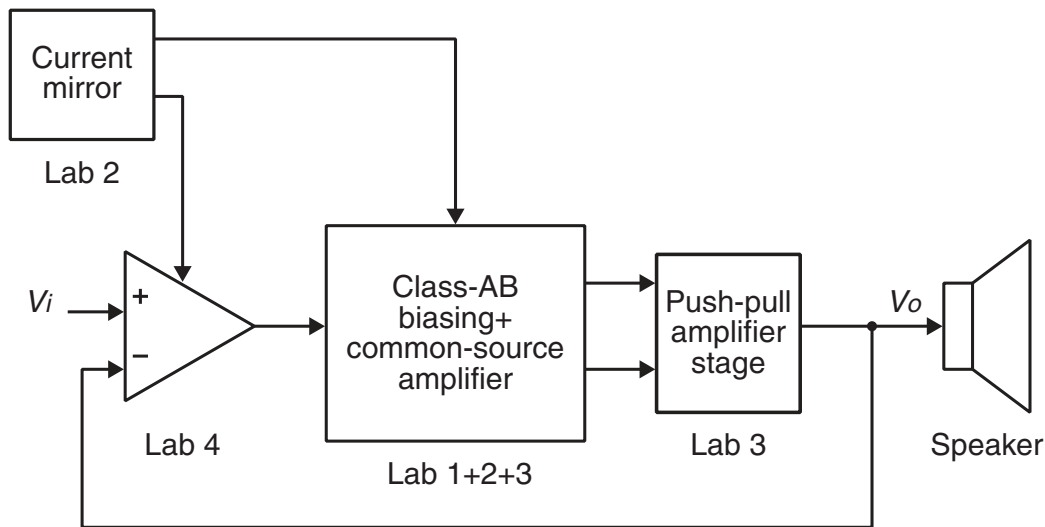 Current
mirror
Lab 2
Vi
+
−
Lab 4
Class-AB
biasing+
common-source
amplifier
Lab 1+2+3
Push-pull
amplifier
stage
Lab 3
Vo
Speaker